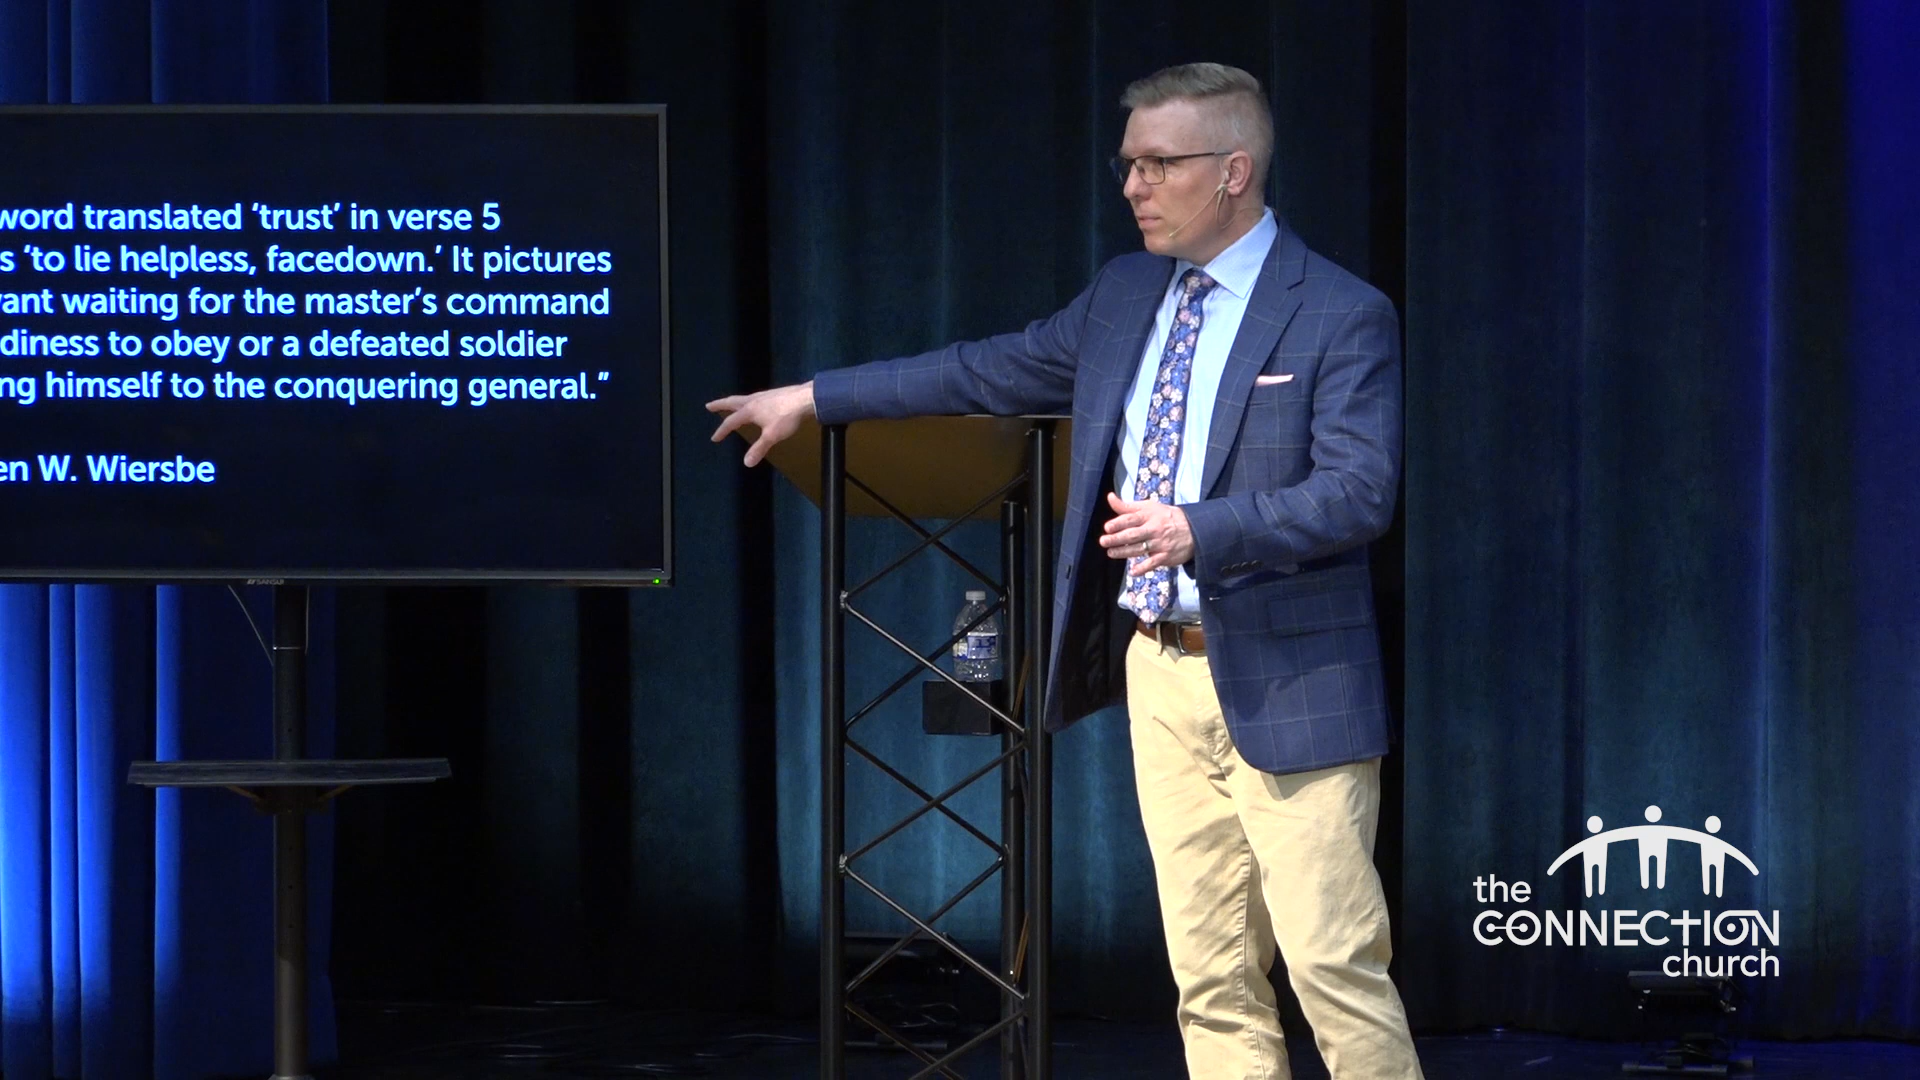 word translated ‘trust’ in verse 5
s ‘to lie helpless, facedown.’ It pictures
vant waiting for the master’s command
diness to obey or a defeated soldier
ng himself to the conquering general.”
en W. Wiersbe
SANSUI
the
CONNECTION
church